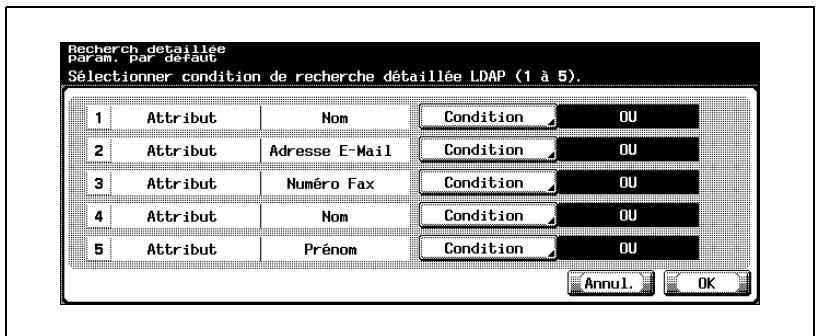 Recherch detaillée
param. par défaut
Sélectionner condition de recherche détaillée LDAP (1 à 5).
1 Attribut Nom Condition OU
2 Attribut Adresse E-Mail Condition OU
3 Attribut Numéro Fax Condition OU
4 Attribut Nom Condition OU
5 Attribut Prénom Condition OU
Annul. OK